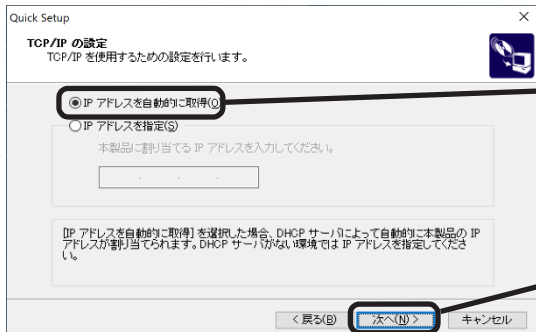 Quick Setup
TCP/IP の設定
TCP/IP を使用するための設定を行います。
IP アドレスを自動的に取得(O)
IP アドレスを指定(S)
本製品に割り当てる IP アドレスを入力してください。
[IP アドレスを自動的に取得] を選択した場合、DHCP サーバによって自動的に本製品の IP
アドレスが割り当てられます。DHCP サーバがない環境では IP アドレスを指定してくださ
い。
< 戻る(B)
次へ(N) >
キャンセル